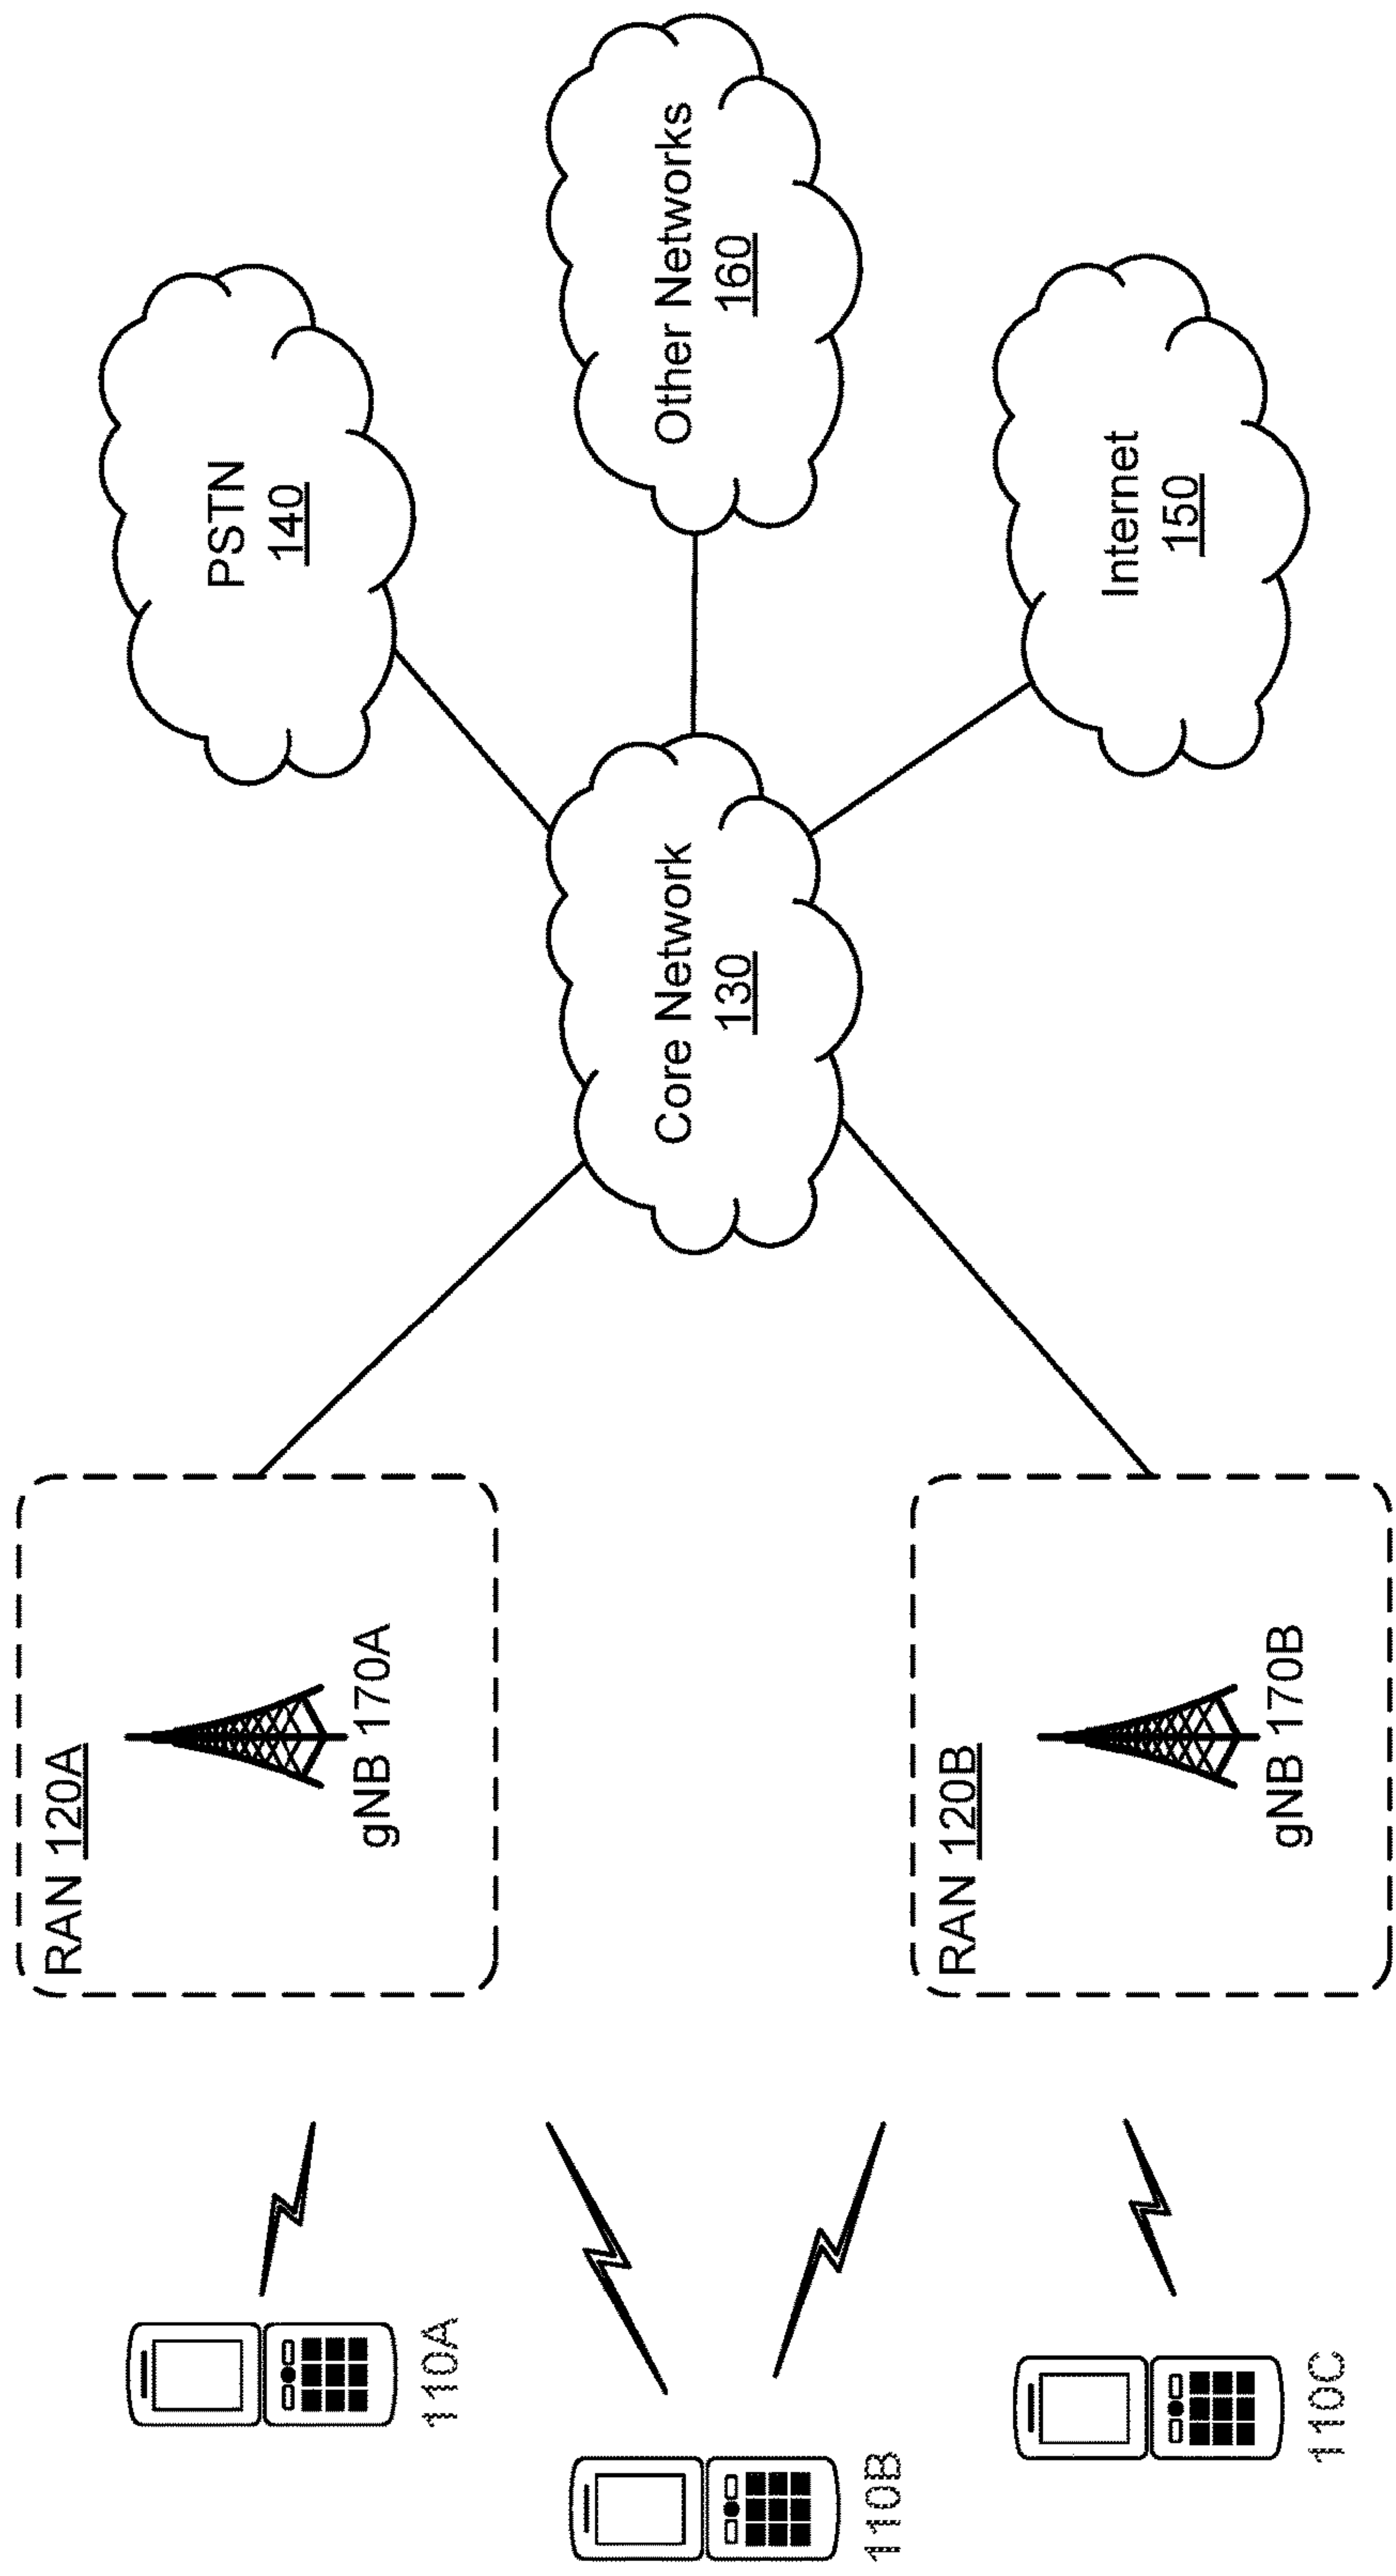 110A
110B
110C
RAN 120A
gNB 170A
RAN 120B
gNB 170B
Core Network
130
PSTN
140
Other Networks
160
Internet
150